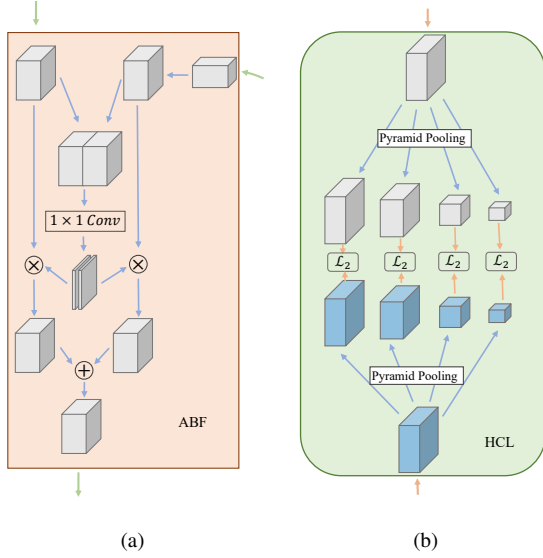 1 × 1 Conv
ABF
(a)
Pyramid Pooling
ℒ₂ ℒ₂ ℒ₂ ℒ₂
Pyramid Pooling
HCL
(b)